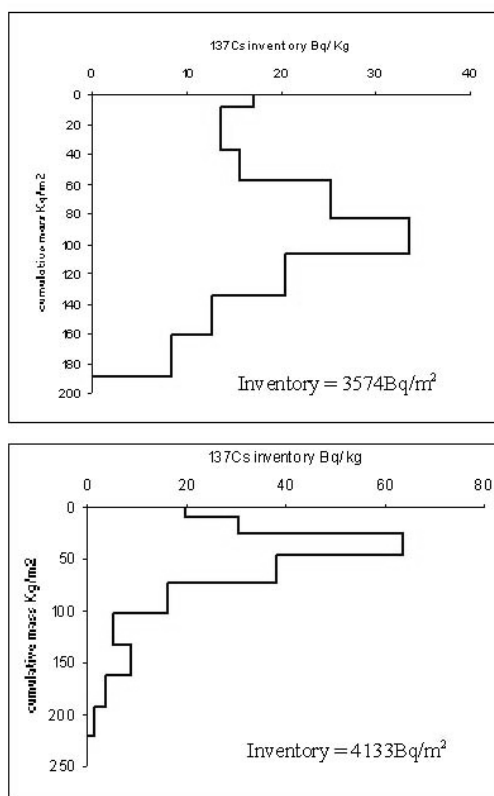 137Cs inventory Bq/Kg
0 10 20 30 40
cumulative mass Kg/m2
0
20
40
60
80
100
120
140
160
180
200
Inventory = 3574Bq/m²
137Cs inventory Bq/kg
0 20 40 60 80
cumulative mass Kg/m2
0
50
100
150
200
250
Inventory = 4133Bq/m²